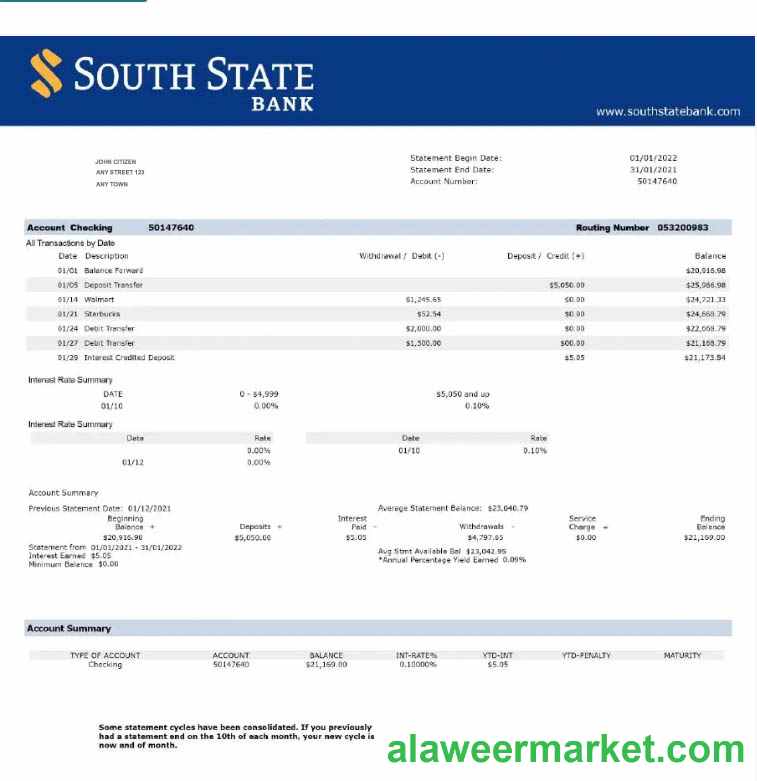 SOUTH STATE
BANK
www.southstatebank.com
JOHN CITIZEN
ANY STREET 123
ANY TOWN
Statement Begin Date: 01/01/2022
Statement End Date: 31/01/2021
Account Number: 50147640
Account Checking 50147640 Routing Number 053200983
All Transactions by Date
Date Description Withdrawal / Debit (-) Deposit / Credit (+) Balance
01/01 Balance Forward $20,916.98
01/05 Deposit Transfer $5,050.00 $25,966.98
01/14 Walmart $1,245.65 $0.00 $24,721.33
01/21 Starbucks $52.54 $0.00 $24,668.79
01/24 Debit Transfer $2,000.00 $0.00 $22,668.79
01/27 Debit Transfer $1,500.00 $00.00 $21,168.79
01/29 Interest Credited Deposit $5.05 $21,173.84
Interest Rate Summary
DATE 0 - $4,999 $5,050 and up
01/10 0.00% 0.10%
Interest Rate Summary
Date Rate Date Rate
0.00% 01/10 0.10%
01/12 0.00%
Account Summary
Previous Statement Date: 01/12/2021 Average Statement Balance: $23,040.79
Beginning Interest Service Ending
Balance + Deposits + Paid - Withdrawals - Charge = Balance
$20,916.98 $5,050.00 $5.05 $4,797.65 $0.00 $21,169.00
Statement from 01/01/2021 - 31/01/2022
Interest Earned $5.05
Minimum Balance $0.00
Avg Stmt Available Bal $23,042.95
*Annual Percentage Yield Earned 0.09%
Account Summary
TYPE OF ACCOUNT ACCOUNT BALANCE INT-RATE% YTD-INT YTD-PENALTY MATURITY
Checking 50147640 $21,169.00 0.10000% $5.05
Some statement cycles have been consolidated. If you previously
had a statement end on the 10th of each month, your new cycle is
now end of month.
alaweermarket.com